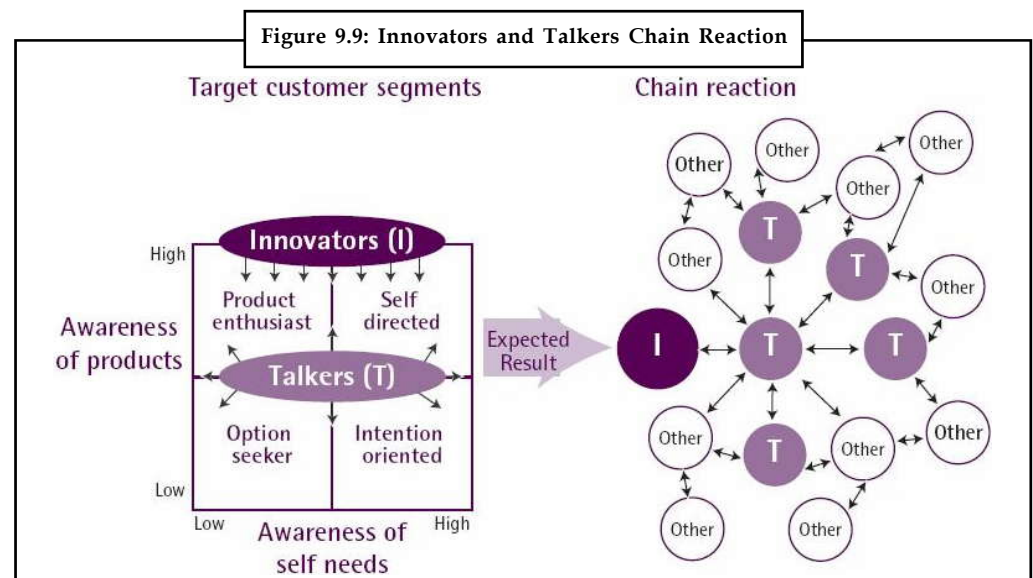 Figure 9.9: Innovators and Talkers Chain Reaction
Target customer segments
High
Awareness
of products
Low
Innovators (I)
Product
enthusiast
Self
directed
Talkers (T)
Option
seeker
Intention
oriented
Low
High
Awareness of
self needs
Expected
Result
Chain reaction
Other
Other
Other
Other
Other
T
T
Other
Other
I
T
T
Other
Other
Other
T
Other
Other
Other